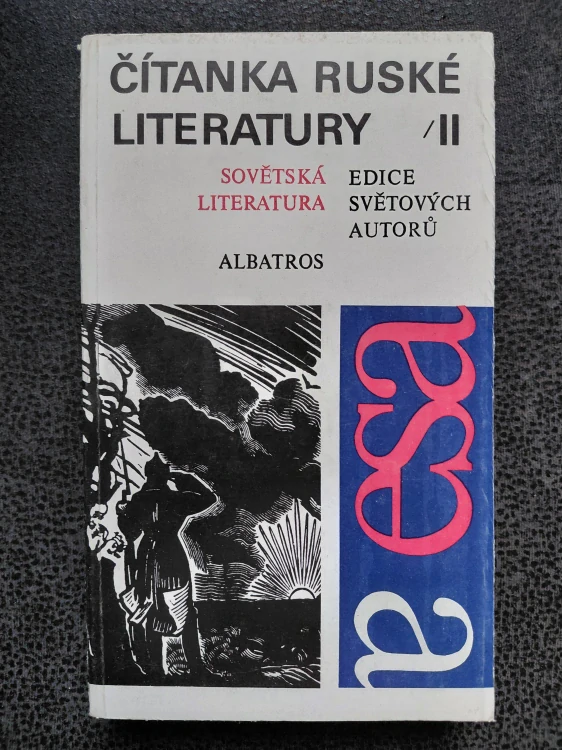 ČÍTANKA RUSKÉ
LITERATURY /II
SOVĚTSKÁ
LITERATURA
EDICE
SVĚTOVÝCH
AUTORŮ
ALBATROS
esa
a